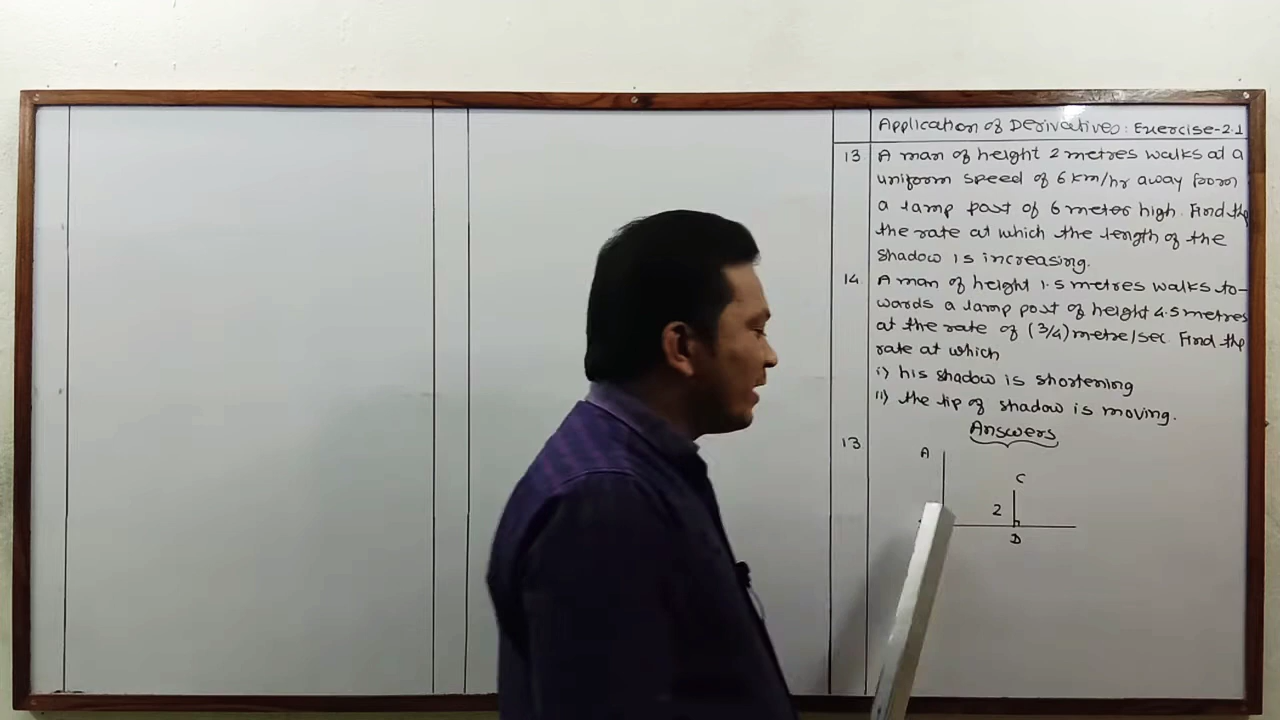 Application of Derivatives: Exercise-2.1
13 A man of height 2 metres walks at a
uniform speed of 6 km/hr away from
a lamp post of 6 meter high. Find the
the rate at which the length of the
shadow is increasing.
14. A man of height 1.5 metres walks to-
wards a lamp post of height 4.5 metres
at the rate of (3/4) metre/sec. Find the
rate at which
i) his shadow is shortening
ii) the tip of shadow is moving.
Answers
13
A
C
2
D